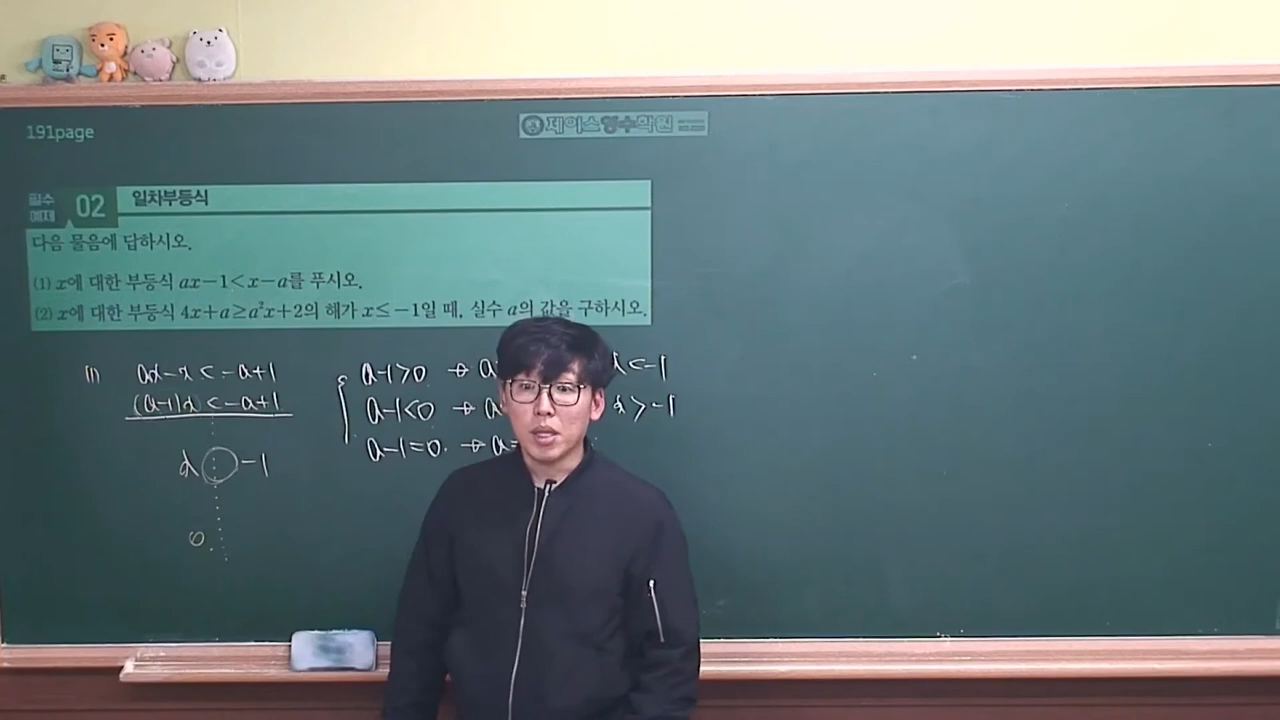 191page
제이스영수학원
필수 예제 02 일차부등식
다음 물음에 답하시오.
(1) x에 대한 부등식 ax-1<x-a를 푸시오.
(2) x에 대한 부등식 4x+a≥a²x+2의 해가 x≤-1일 때, 실수 a의 값을 구하시오.
(1) ax-x<-a+1
(a-1)x<-a+1
x -1
0.
a-1>0 → a x<-1
a-1<0 → a x>-1
a-1=0. → a=